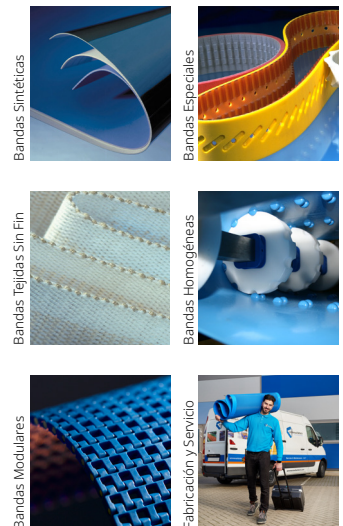 Bandas Sintéticas
Bandas Especiales
Bandas Tejidas Sin Fin
Bandas Homogéneas
Bandas Modulares
Fabricación y Servicio